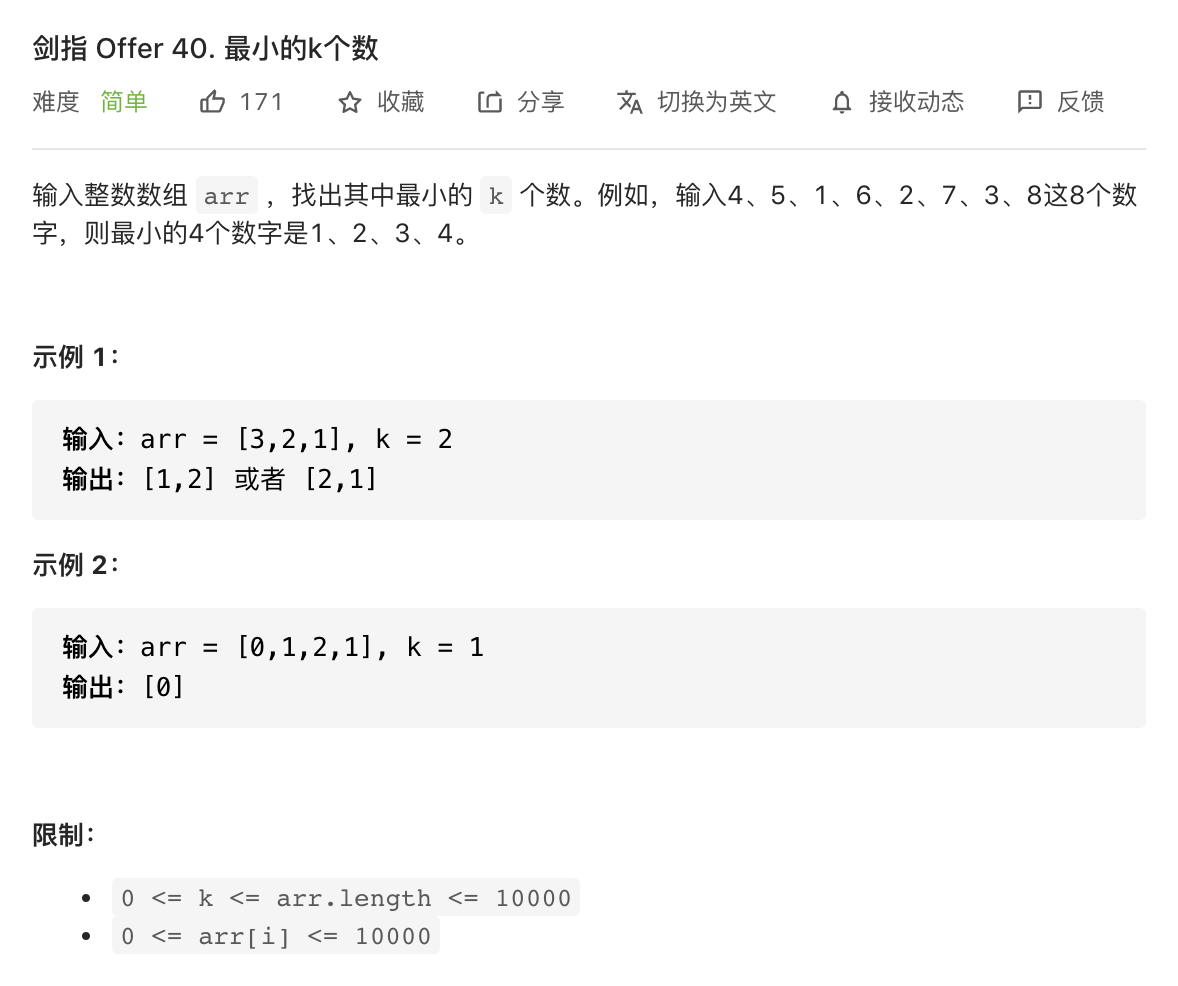 剑指 Offer 40. 最小的k个数
难度 简单 171 收藏 分享 切换为英文 接收动态 反馈
输入整数数组 arr ，找出其中最小的 k 个数。例如，输入4、5、1、6、2、7、3、8这8个数
字，则最小的4个数字是1、2、3、4。
示例 1：
输入：arr = [3,2,1], k = 2
输出：[1,2] 或者 [2,1]
示例 2：
输入：arr = [0,1,2,1], k = 1
输出：[0]
限制：
0 <= k <= arr.length <= 10000
0 <= arr[i] <= 10000